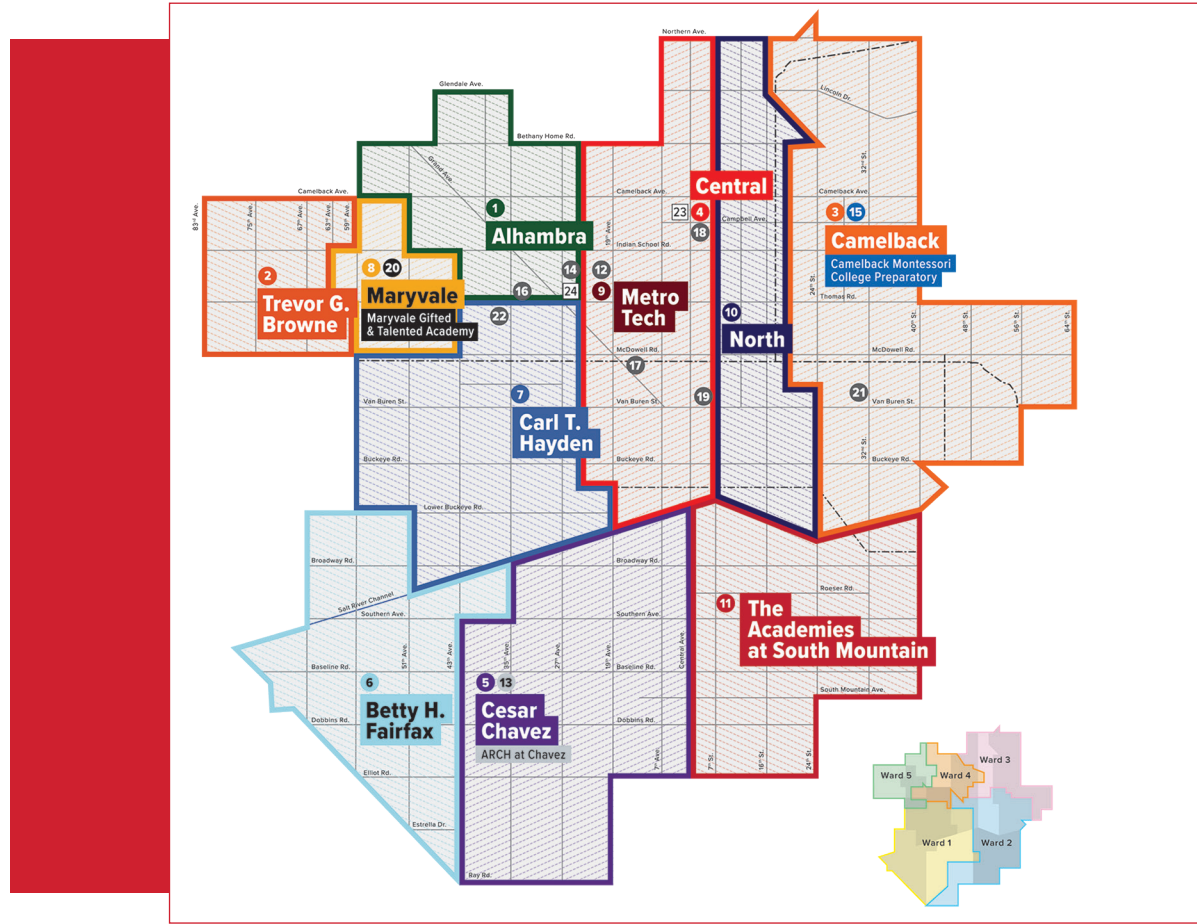 Northern Ave.
Glendale Ave.
Lincoln Dr.
Bethany Home Rd.
Grand Ave.
32nd St.
Camelback Ave.
Camelback Ave.
Camelback Ave.
83rd Ave.
75th Ave.
67th Ave.
63rd Ave.
59th Ave.
19th Ave.
Central
23
4
18
Campbell Ave.
Indian School Rd.
1
Alhambra
3
15
Camelback
Camelback Montessori
College Preparatory
24th St.
Thomas Rd.
2
Trevor G.
Browne
8
20
Maryvale
Maryvale Gifted
& Talented Academy
14
16
24
22
12
9
Metro
Tech
10
North
40th St.
48th St.
56th St.
64th St.
McDowell Rd.
McDowell Rd.
17
19
21
Van Buren St.
Van Buren St.
Van Buren St.
7
Carl T.
Hayden
32nd St.
Buckeye Rd.
Buckeye Rd.
Buckeye Rd.
Lower Buckeye Rd.
Broadway Rd.
Broadway Rd.
Salt River Channel
Roeser Rd.
Southern Ave.
Southern Ave.
11
The
Academies
at South Mountain
51st Ave.
43rd Ave.
35th Ave.
27th Ave.
19th Ave.
Central Ave.
Baseline Rd.
Baseline Rd.
6
Betty H.
Fairfax
5
13
Cesar
Chavez
ARCH at Chavez
South Mountain Ave.
Dobbins Rd.
Dobbins Rd.
7th Ave.
7th St.
16th St.
24th St.
Elliot Rd.
Estrella Dr.
Ray Rd.
Ward 3
Ward 5
Ward 4
Ward 1
Ward 2